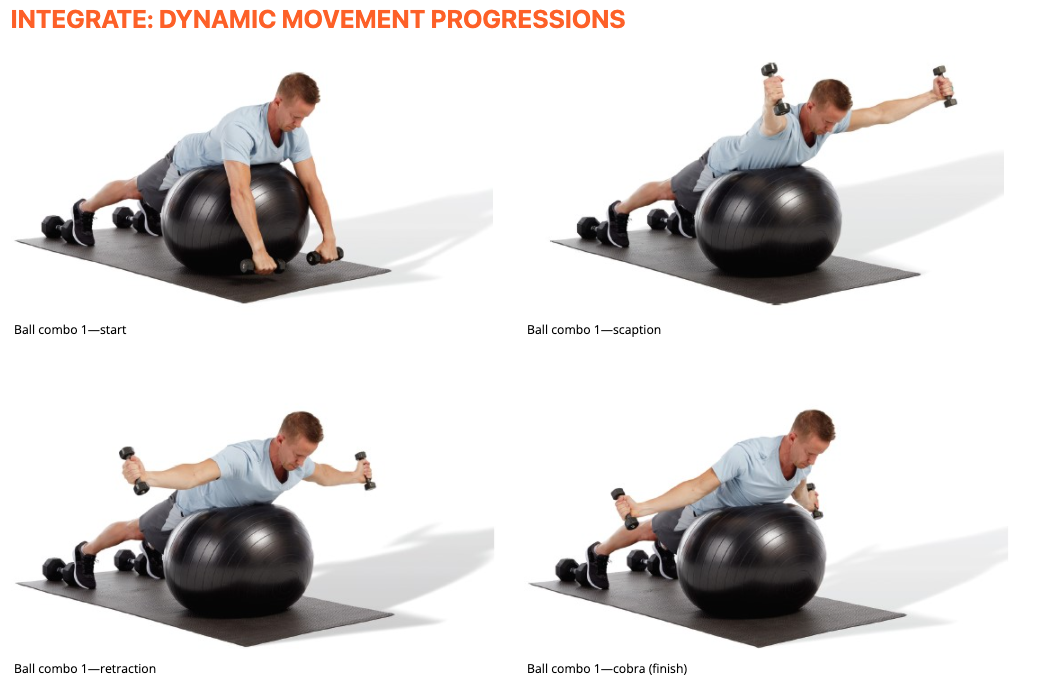 INTEGRATE: DYNAMIC MOVEMENT PROGRESSIONS
Ball combo 1—start
Ball combo 1—scaption
Ball combo 1—retraction
Ball combo 1—cobra (finish)